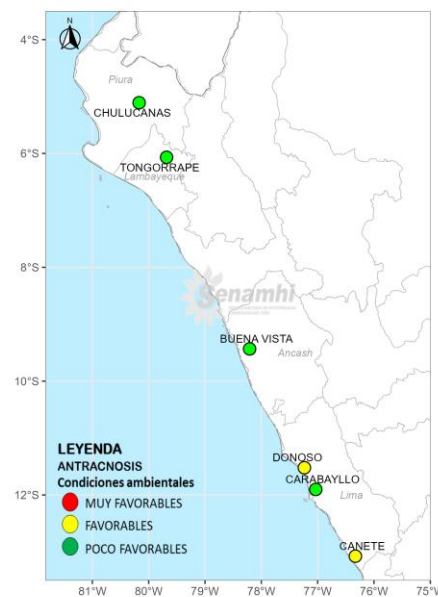 N
4°S
Piura
CHULUCANAS
6°S
TONGORRAPE
Lambayeque
8°S
Senamhi
BUENA VISTA
Ancash
10°S
LEYENDA
ANTRACNOSIS
Condiciones ambientales
MUY FAVORABLES
FAVORABLES
POCO FAVORABLES
DONOSO
CARABAYLLO
Lima
12°S
CANETE
81°W 80°W 79°W 78°W 77°W 76°W 75°W